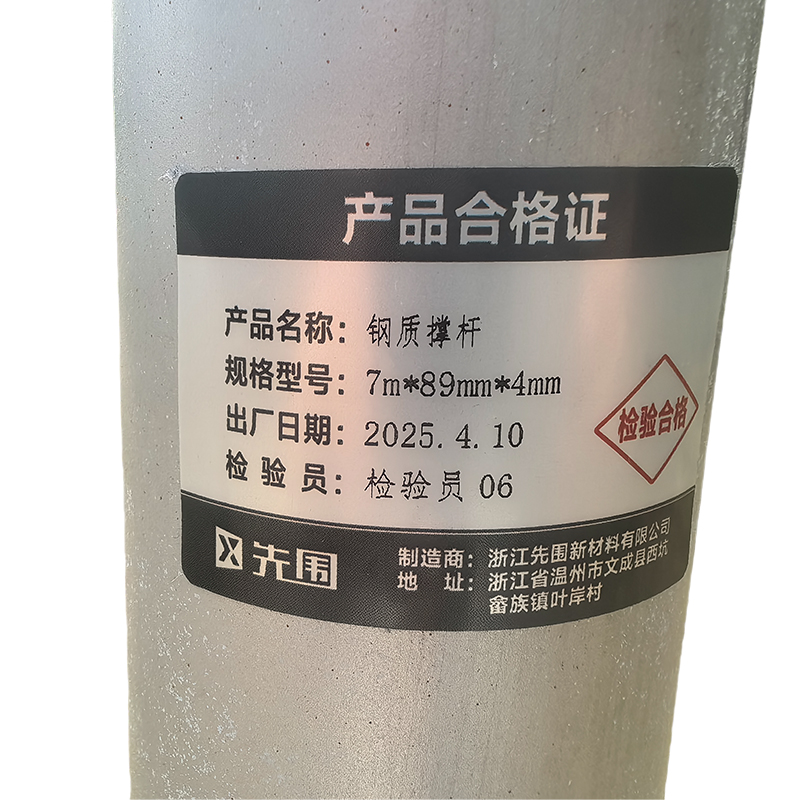 产品合格证
产品名称：钢质撑杆
规格型号：7m*89mm*4mm
出厂日期：2025.4.10
检验员：检验员 06
检验合格
先围
制造商：浙江先围新材料有限公司
地址：浙江省温州市文成县西坑
畲族镇叶岸村